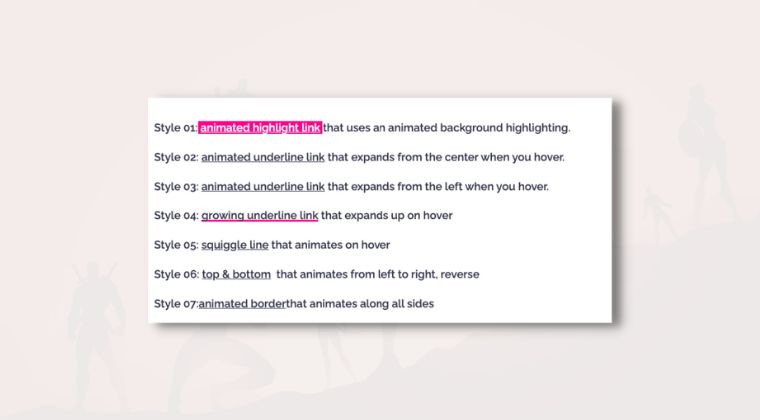 Style 01: animated highlight link that uses an animated background highlighting.
Style 02: animated underline link that expands from the center when you hover.
Style 03: animated underline link that expands from the left when you hover.
Style 04: growing underline link that expands up on hover
Style 05: squiggle line that animates on hover
Style 06: top & bottom  that animates from left to right, reverse
Style 07:animated borderthat animates along all sides